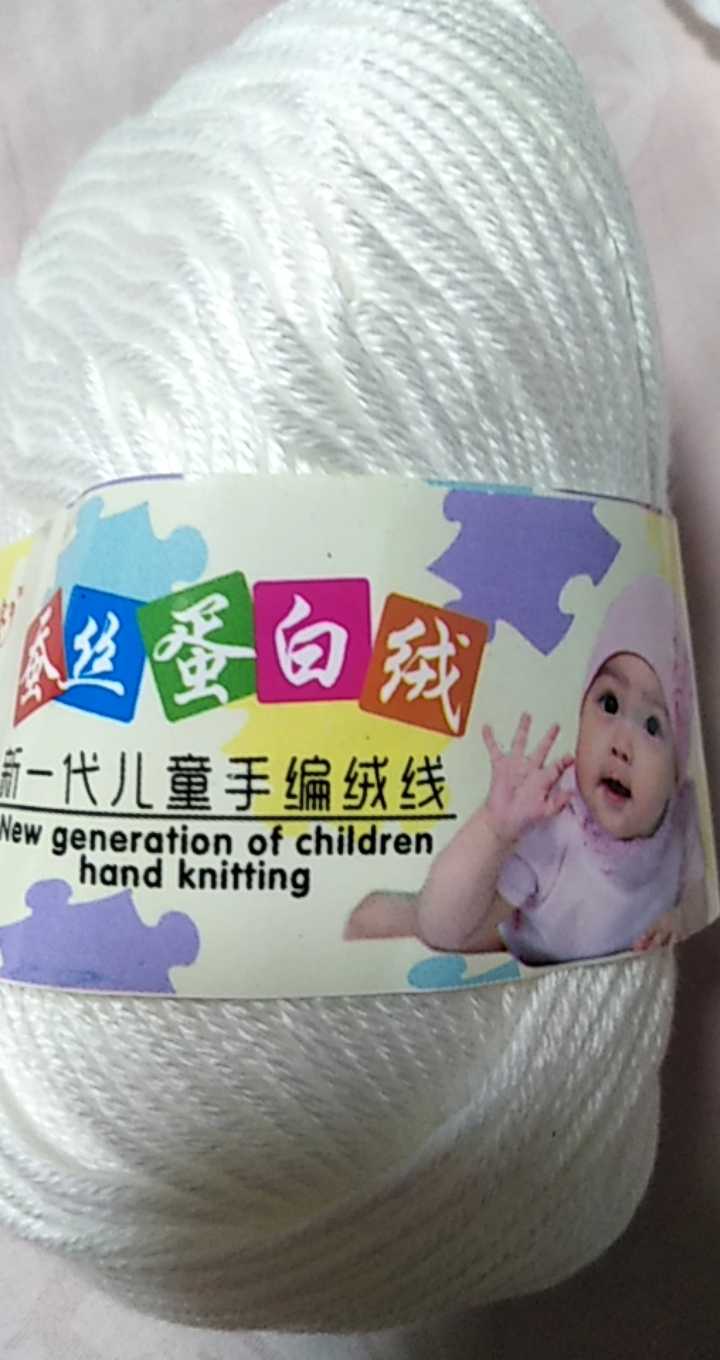 蚕丝蛋白绒
新一代儿童手编绒线
New generation of children
hand knitting